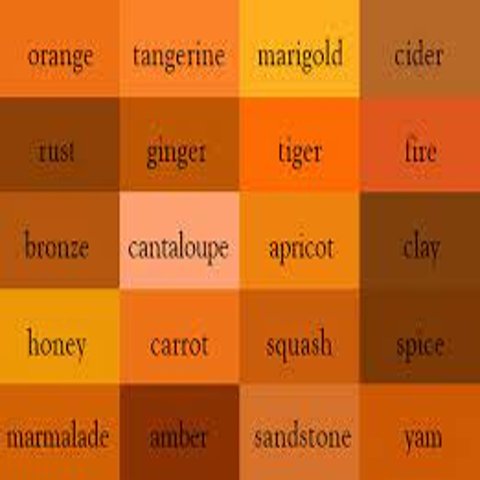 orange tangerine marigold cider
rust ginger tiger fire
bronze cantaloupe apricot clay
honey carrot squash spice
marmalade amber sandstone yam